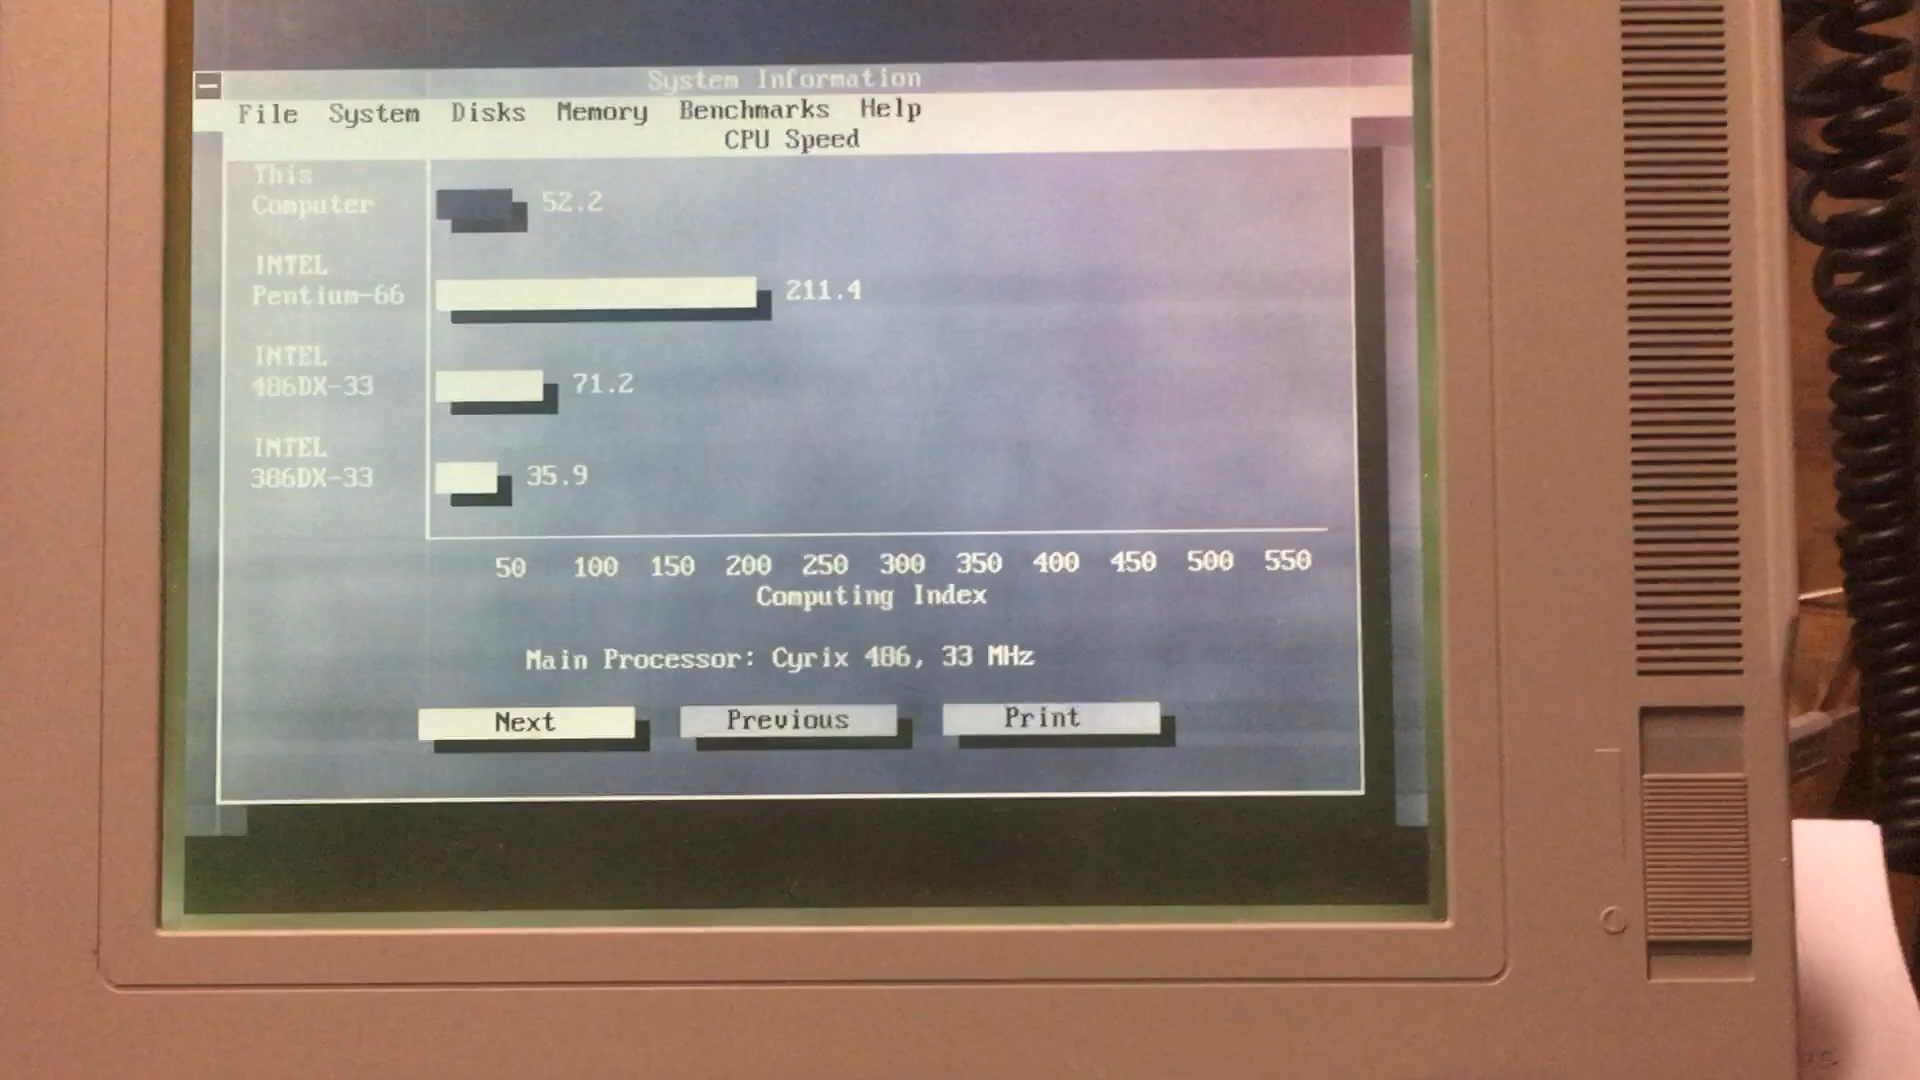 System Information
File System Disks Memory Benchmarks Help
CPU Speed
This
Computer
52.2
INTEL
Pentium-66
211.4
INTEL
486DX-33
71.2
INTEL
386DX-33
35.9
50 100 150 200 250 300 350 400 450 500 550
Computing Index
Main Processor: Cyrix 486, 33 MHz
Next Previous Print